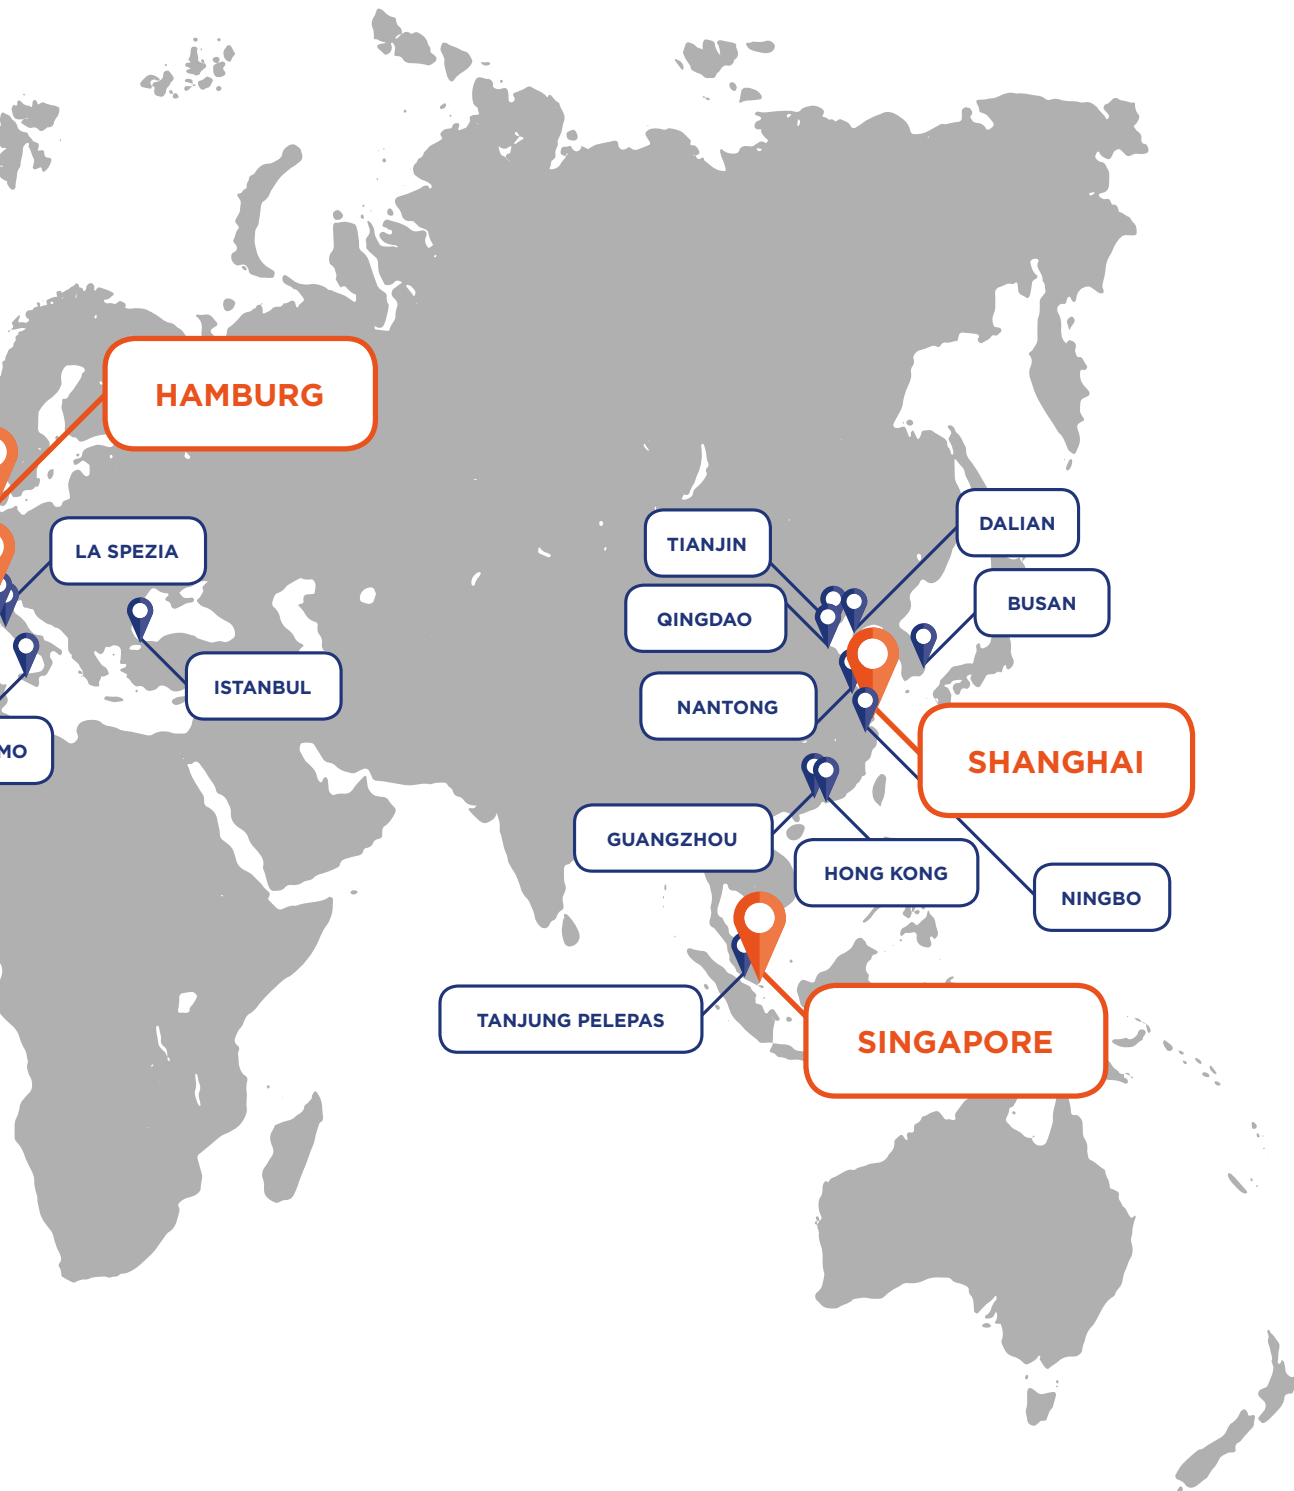 HAMBURG
DALIAN
TIANJIN
LA SPEZIA
BUSAN
QINGDAO
ISTANBUL
NANTONG
MO
SHANGHAI
GUANGZHOU
HONG KONG
NINGBO
TANJUNG PELEPAS
SINGAPORE